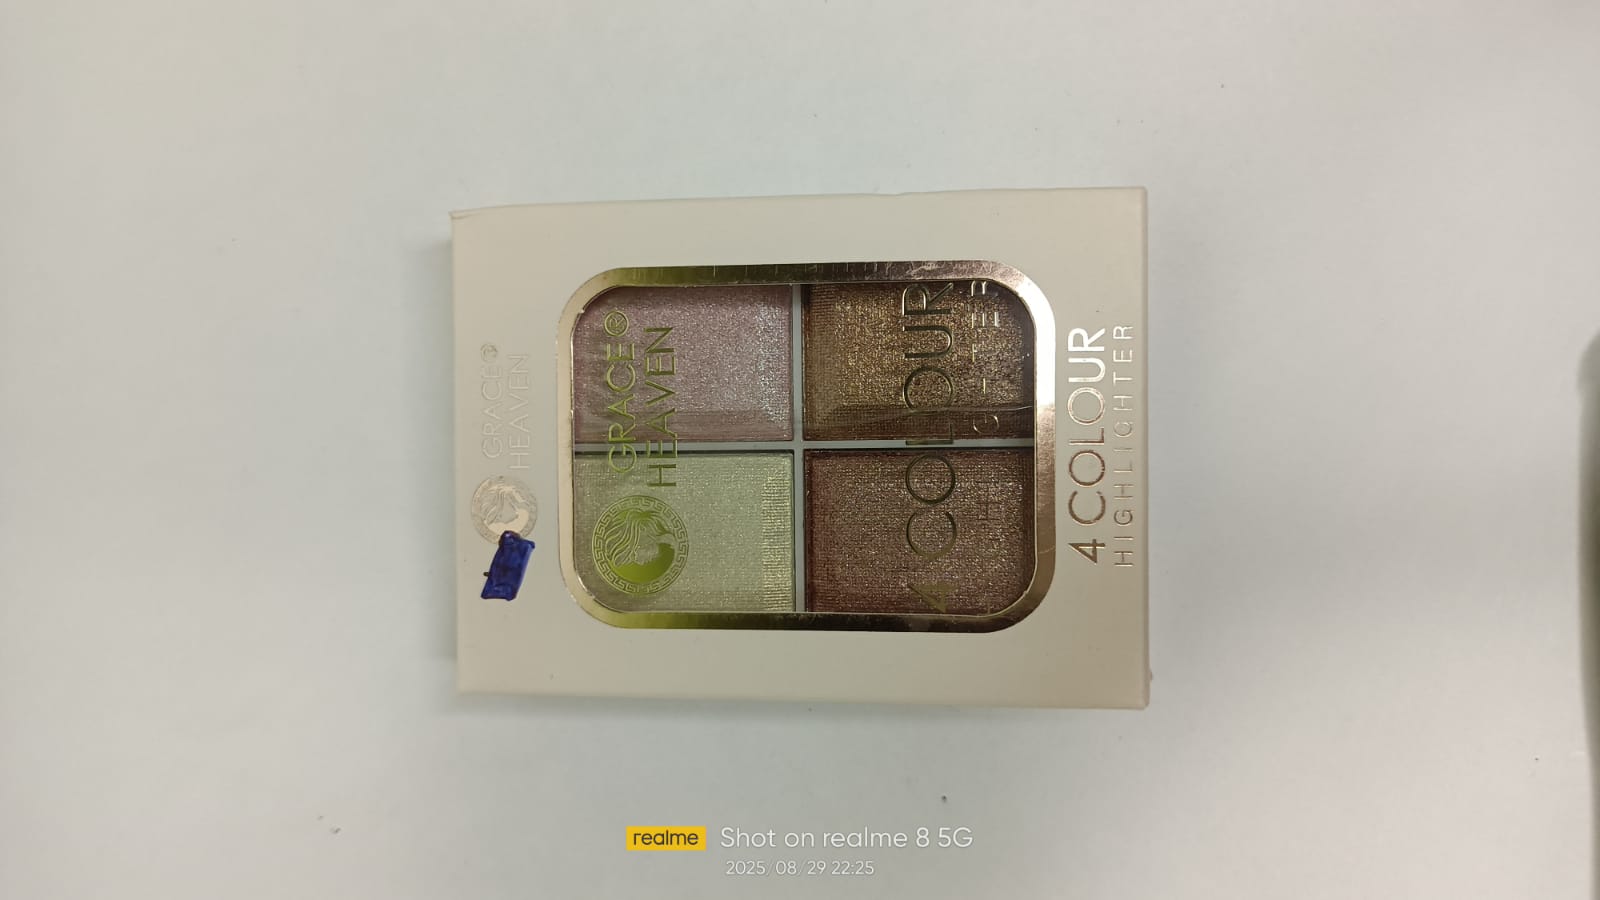 GRACE®
HEAVEN
GRACE®
HEAVEN
4 COLOUR
4 COLOUR
HIGHLIGHTER
realme Shot on realme 8 5G
2025/08/29 22:25